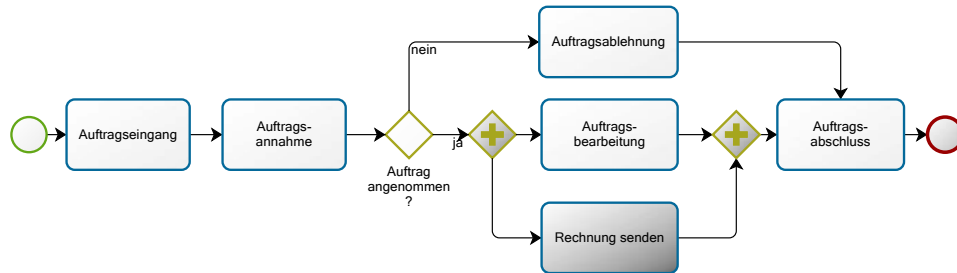 nein
Auftragsablehnung
Auftragseingang
Auftrags-
annahme
ja
Auftrags-
bearbeitung
Auftrags-
abschluss
Auftrag
angenommen
?
Rechnung senden